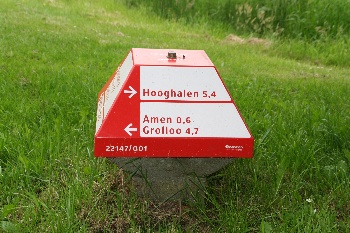 → Hooghalen 5,4
Amen 0,6
← Grolloo 4,7
22147/001